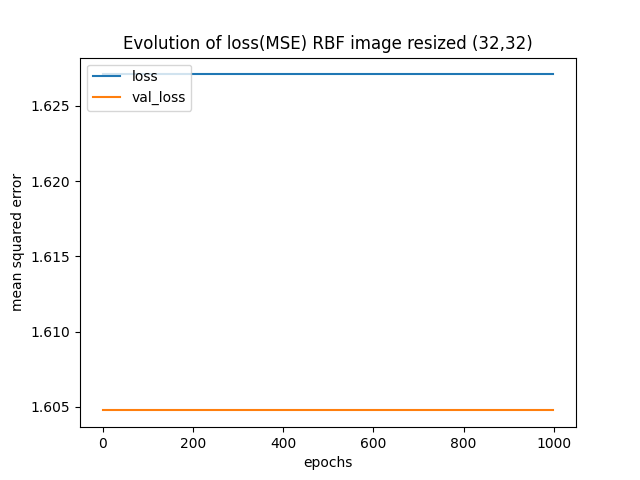 Evolution of loss(MSE) RBF image resized (32,32)
loss
val_loss
1.625
1.620
1.615
1.610
1.605
mean squared error
0 200 400 600 800 1000
epochs